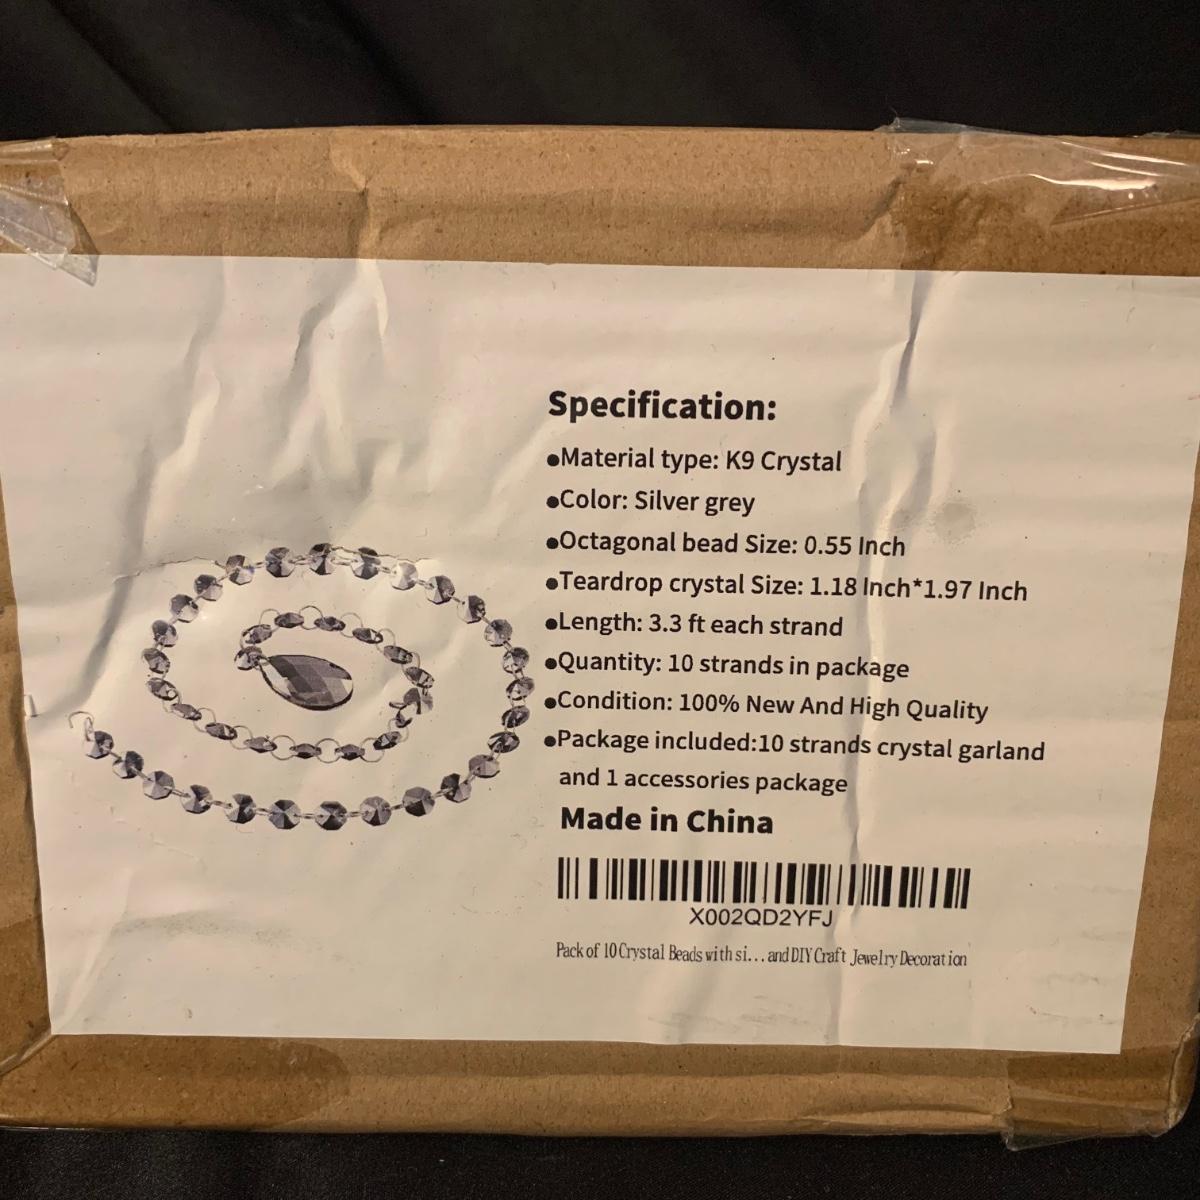 Specification:
●Material type: K9 Crystal
●Color: Silver grey
●Octagonal bead Size: 0.55 Inch
●Teardrop crystal Size: 1.18 Inch*1.97 Inch
●Length: 3.3 ft each strand
●Quantity: 10 strands in package
●Condition: 100% New And High Quality
●Package included:10 strands crystal garland
and 1 accessories package
Made in China
X002QD2YFJ
Pack of 10 Crystal Beads with si... and DIY Craft Jewelry Decoration